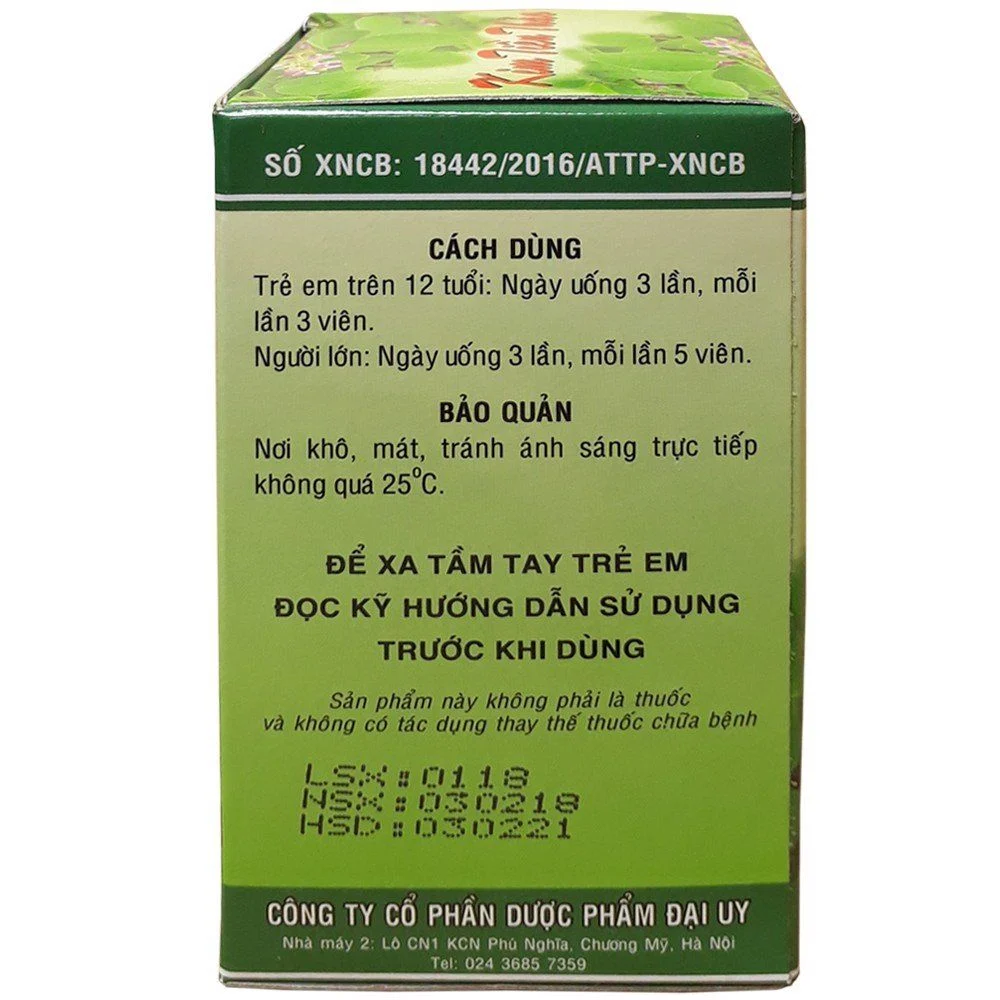 Kim Tiền Thảo
SỐ XNCB: 18442/2016/ATTP-XNCB
CÁCH DÙNG
Trẻ em trên 12 tuổi: Ngày uống 3 lần, mỗi
lần 3 viên.
Người lớn: Ngày uống 3 lần, mỗi lần 5 viên.
BẢO QUẢN
Nơi khô, mát, tránh ánh sáng trực tiếp
không quá 25⁰C.
ĐỂ XA TẦM TAY TRẺ EM
ĐỌC KỸ HƯỚNG DẪN SỬ DỤNG
TRƯỚC KHI DÙNG
Sản phẩm này không phải là thuốc
và không có tác dụng thay thế thuốc chữa bệnh
LSX:0118
NSX:030218
HSD:030221
CÔNG TY CỔ PHẦN DƯỢC PHẨM ĐẠI UY
Nhà máy 2: Lô CN1 KCN Phú Nghĩa, Chương Mỹ, Hà Nội
Tel: 024 3685 7359